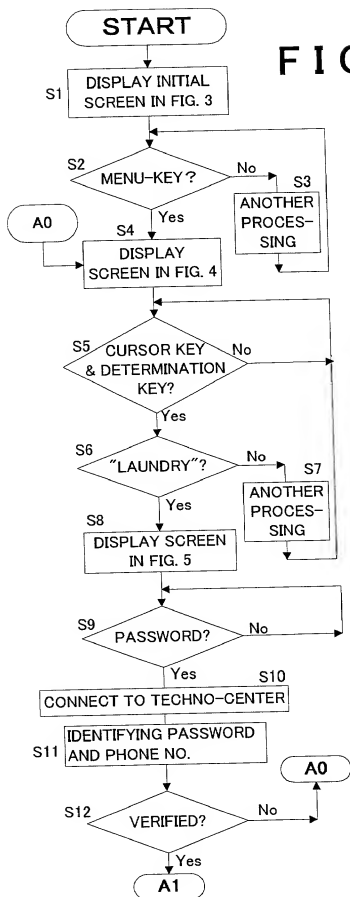 START
FIG
S1
DISPLAY INITIAL
SCREEN IN FIG. 3
S2
MENU-KEY?
No
Yes
S3
ANOTHER
PROCES-
SING
A0
S4
DISPLAY
SCREEN IN FIG. 4
S5
CURSOR KEY
& DETERMINATION
KEY?
No
Yes
S6
"LAUNDRY"?
No
Yes
S7
ANOTHER
PROCES-
SING
S8
DISPLAY SCREEN
IN FIG. 5
S9
PASSWORD?
No
Yes
S10
CONNECT TO TECHNO-CENTER
S11
IDENTIFYING PASSWORD
AND PHONE NO.
A0
S12
VERIFIED?
No
Yes
A1